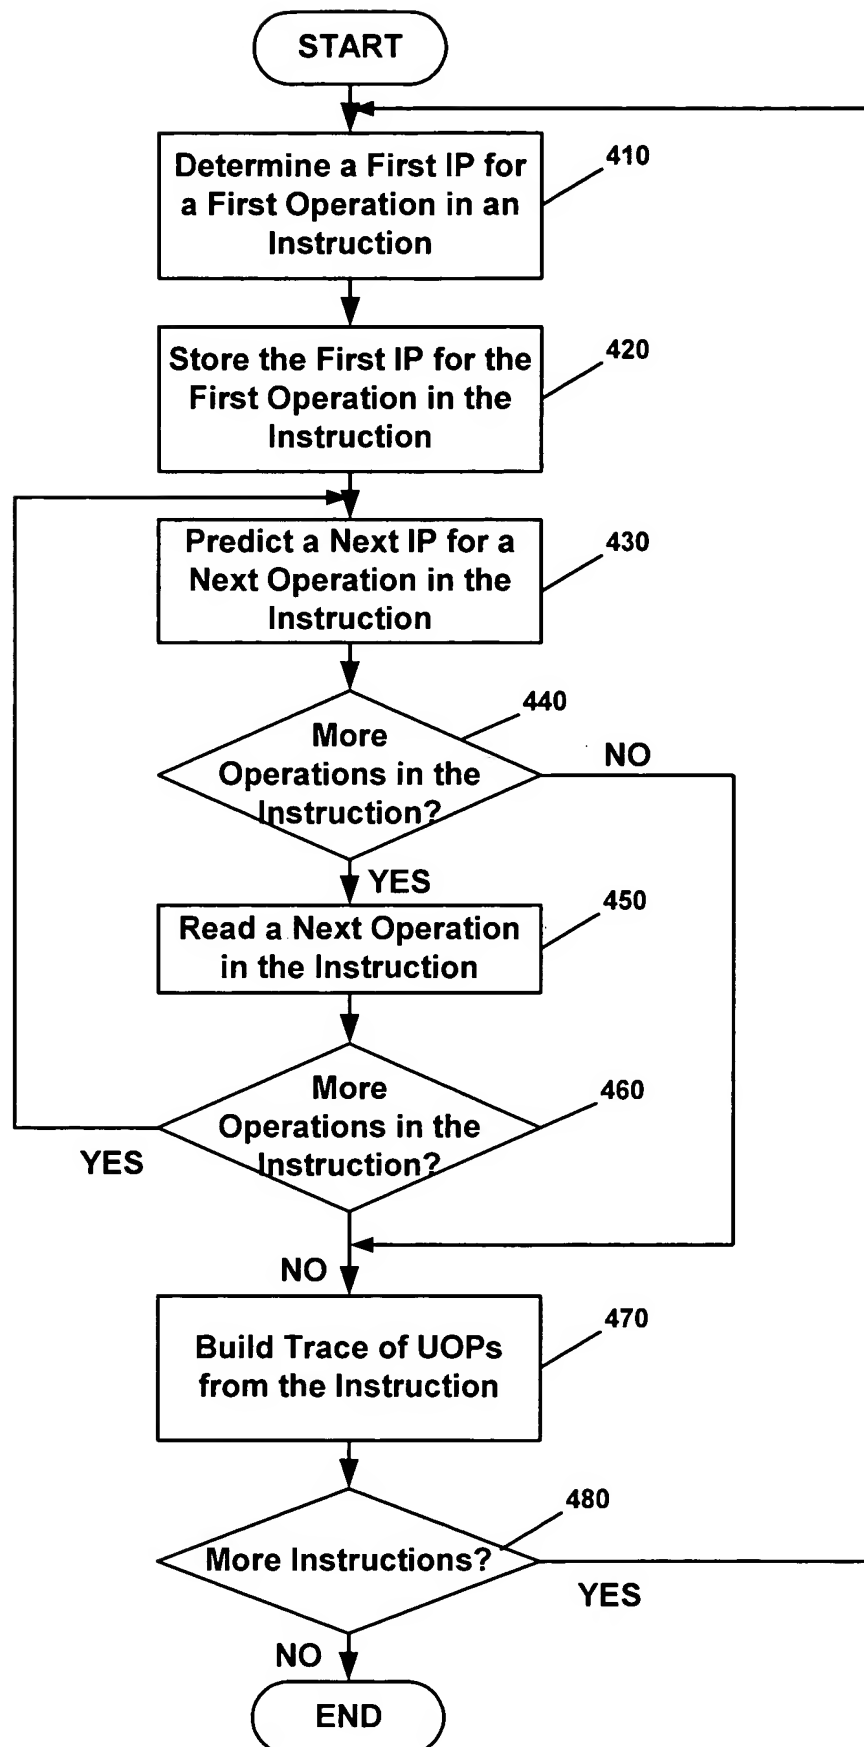 START
Determine a First IP for
a First Operation in an
Instruction
410
Store the First IP for the
First Operation in the
Instruction
420
Predict a Next IP for a
Next Operation in the
Instruction
430
440
More
Operations in the
Instruction?
NO
YES
Read a Next Operation
in the Instruction
450
More
Operations in the
Instruction?
460
YES
NO
Build Trace of UOPs
from the Instruction
470
480
More Instructions?
YES
NO
END